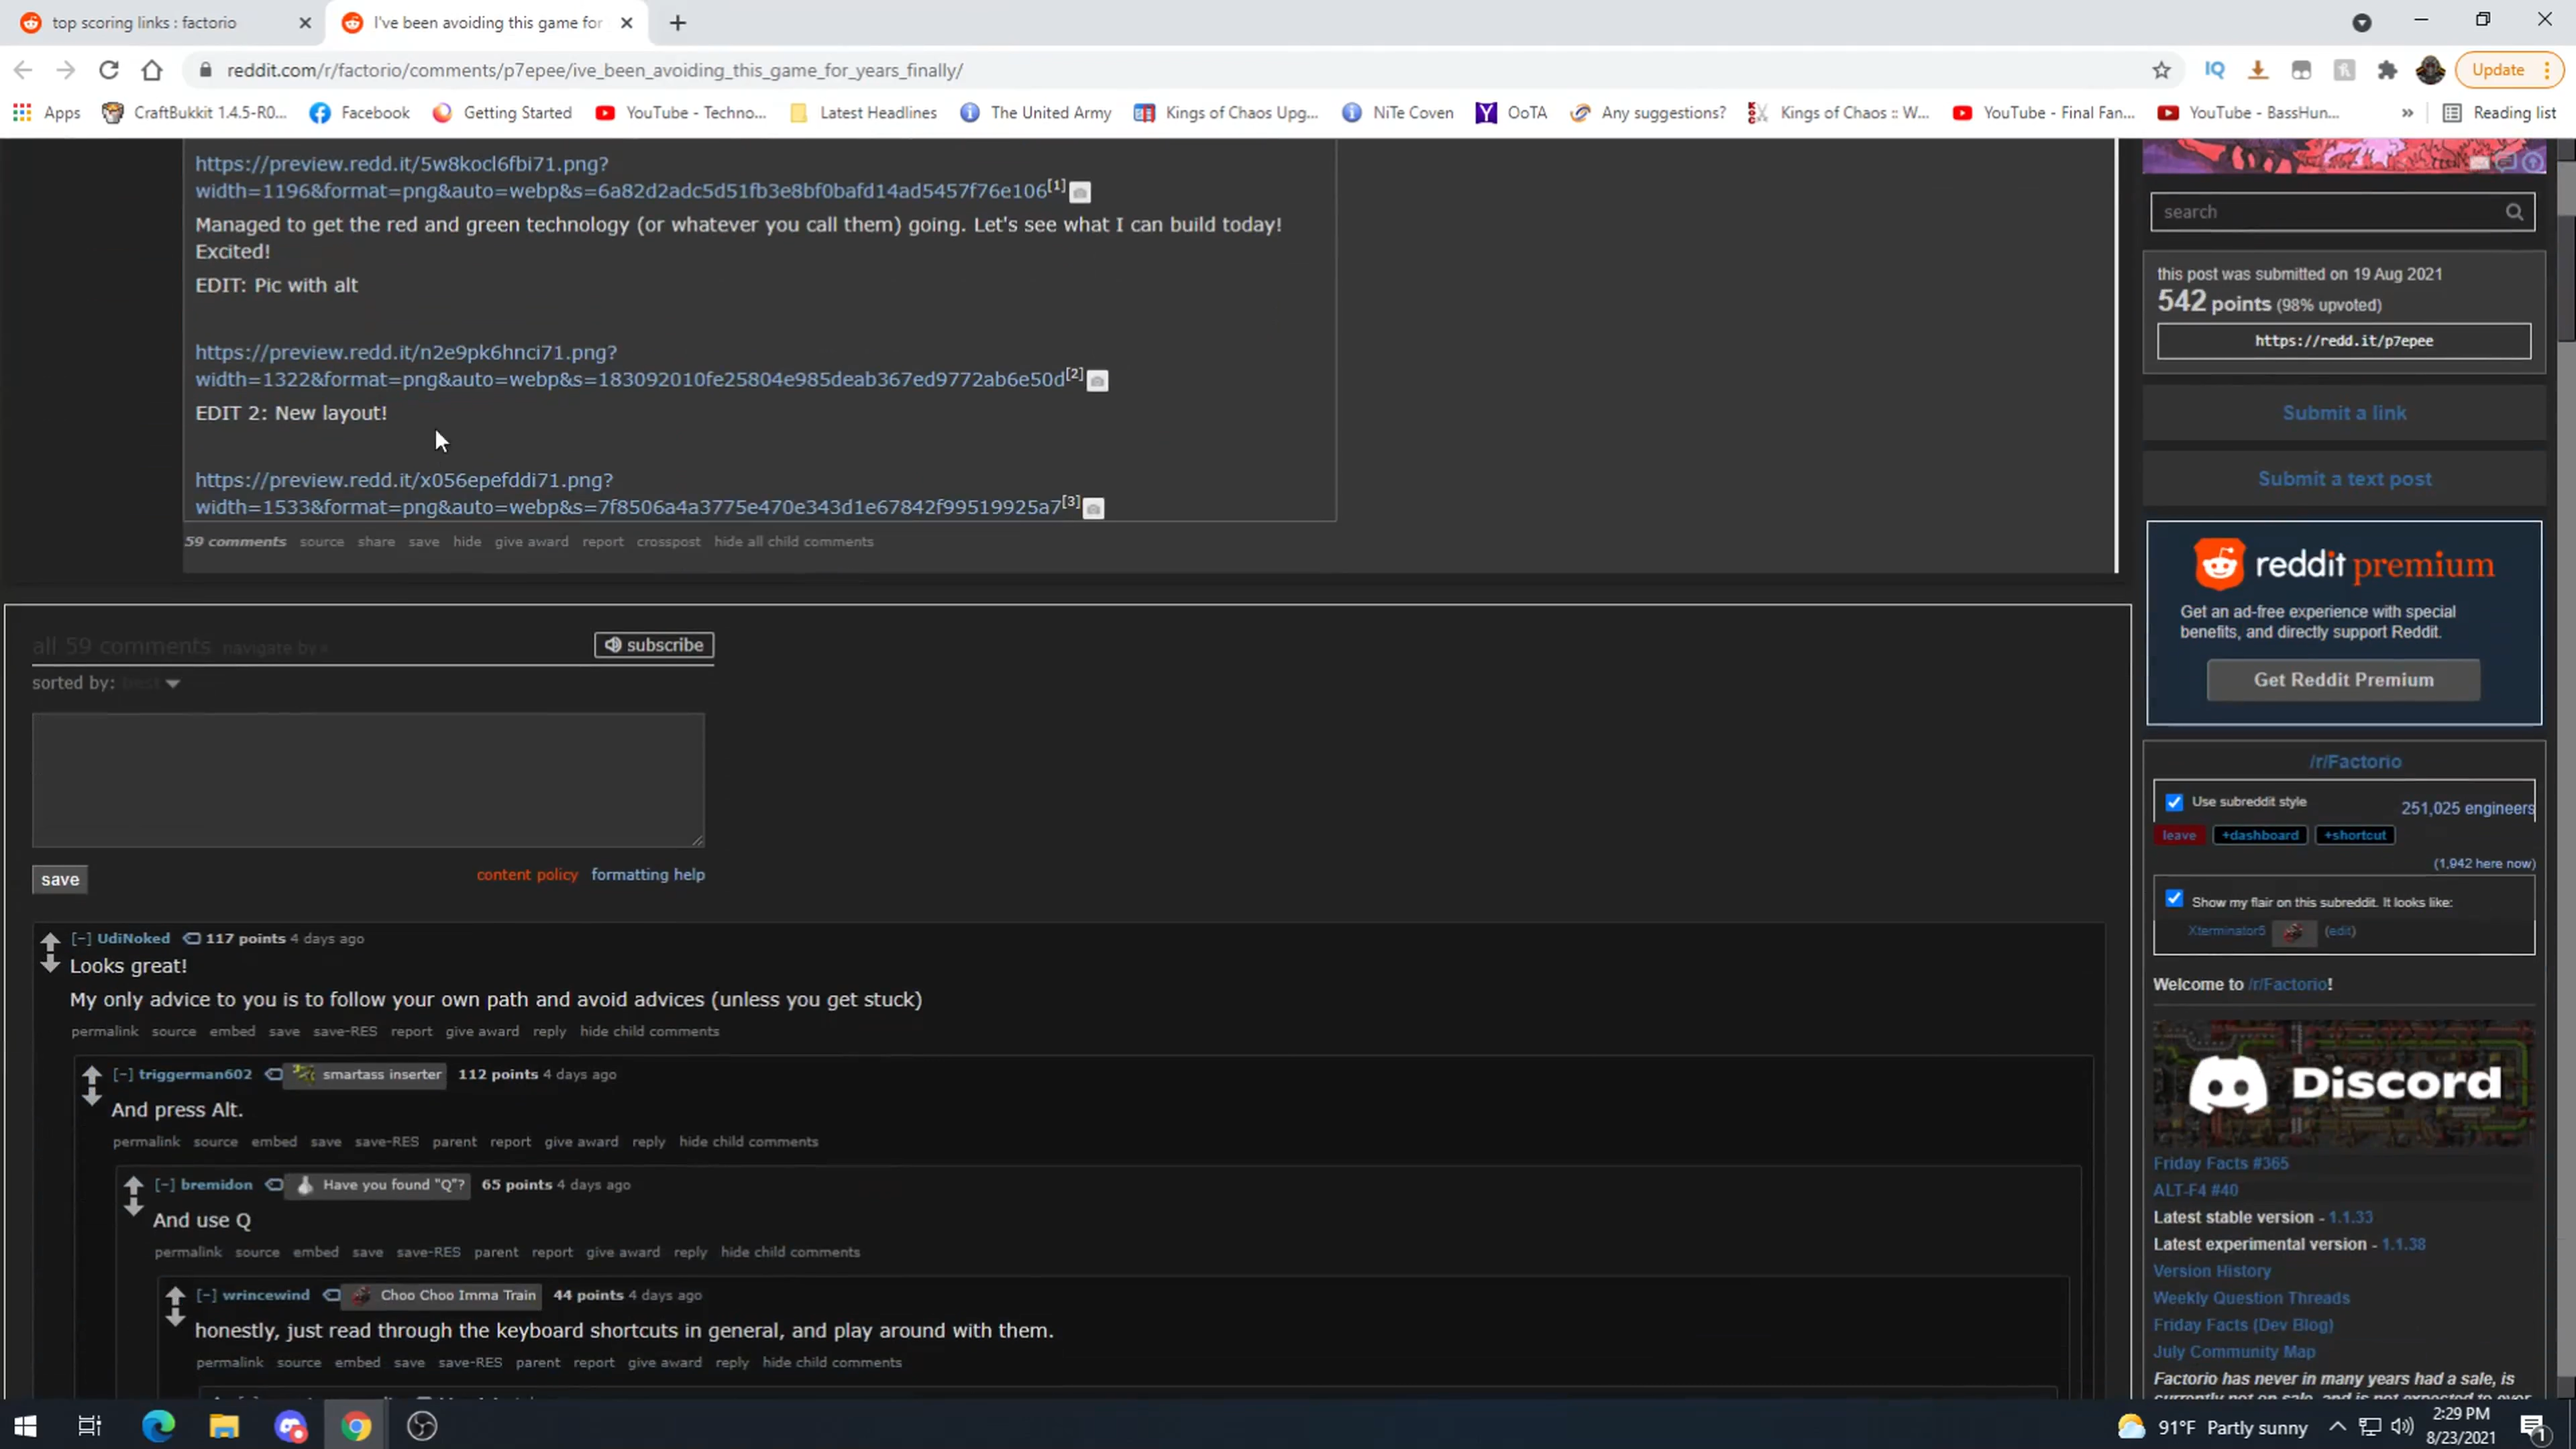 top scoring links : factorio
I've been avoiding this game for
reddit.com/r/factorio/comments/p7epee/ive_been_avoiding_this_game_for_years_finally/
Update
Apps
CraftBukkit 1.4.5-R0...
Facebook
Getting Started
YouTube - Techno...
Latest Headlines
The United Army
Kings of Chaos Upg...
NiTe Coven
OoTA
Any suggestions?
Kings of Chaos :: W...
YouTube - Final Fan...
YouTube - BassHun...
»
Reading list
https://preview.redd.it/5w8kocl6fbi71.png?
width=1196&format=png&auto=webp&s=6a82d2adc5d51fb3e8bf0bafd14ad5457f76e106[1]
Managed to get the red and green technology (or whatever you call them) going. Let's see what I can build today!
Excited!
EDIT: Pic with alt
https://preview.redd.it/n2e9pk6hnci71.png?
width=1322&format=png&auto=webp&s=183092010fe25804e985deab367ed9772ab6e50d[2]
EDIT 2: New layout!
https://preview.redd.it/x056epefddi71.png?
width=1533&format=png&auto=webp&s=7f8506a4a3775e470e343d1e67842f99519925a7[3]
59 comments source share save hide give award report crosspost hide all child comments
all 59 comments navigate by
subscribe
sorted by: best
save
content policy formatting help
[−] UdiNoked 117 points 4 days ago
Looks great!
My only advice to you is to follow your own path and avoid advices (unless you get stuck)
permalink source embed save save-RES report give award reply hide child comments
[−] triggerman602 smartass inserter 112 points 4 days ago
And press Alt.
permalink source embed save save-RES parent report give award reply hide child comments
[−] bremidon Have you found "Q"? 65 points 4 days ago
And use Q
permalink source embed save save-RES parent report give award reply hide child comments
[−] wrincewind Choo Choo Imma Train 44 points 4 days ago
honestly, just read through the keyboard shortcuts in general, and play around with them.
permalink source embed save save-RES parent report give award reply hide child comments
search
this post was submitted on 19 Aug 2021
542 points (98% upvoted)
https://redd.it/p7epee
Submit a link
Submit a text post
reddit premium
Get an ad-free experience with special
benefits, and directly support Reddit.
Get Reddit Premium
/r/Factorio
Use subreddit style
251,025 engineers
leave +dashboard +shortcut
(1,942 here now)
Show my flair on this subreddit. It looks like:
Xterminator5 (edit)
Welcome to /r/Factorio!
Discord
Friday Facts #365
ALT-F4 #40
Latest stable version - 1.1.33
Latest experimental version - 1.1.38
Version History
Weekly Question Threads
Friday Facts (Dev Blog)
July Community Map
Factorio has never in many years had a sale, is
currently not on sale, and is not expected to ever
91°F Partly sunny
2:29 PM
8/23/2021
1